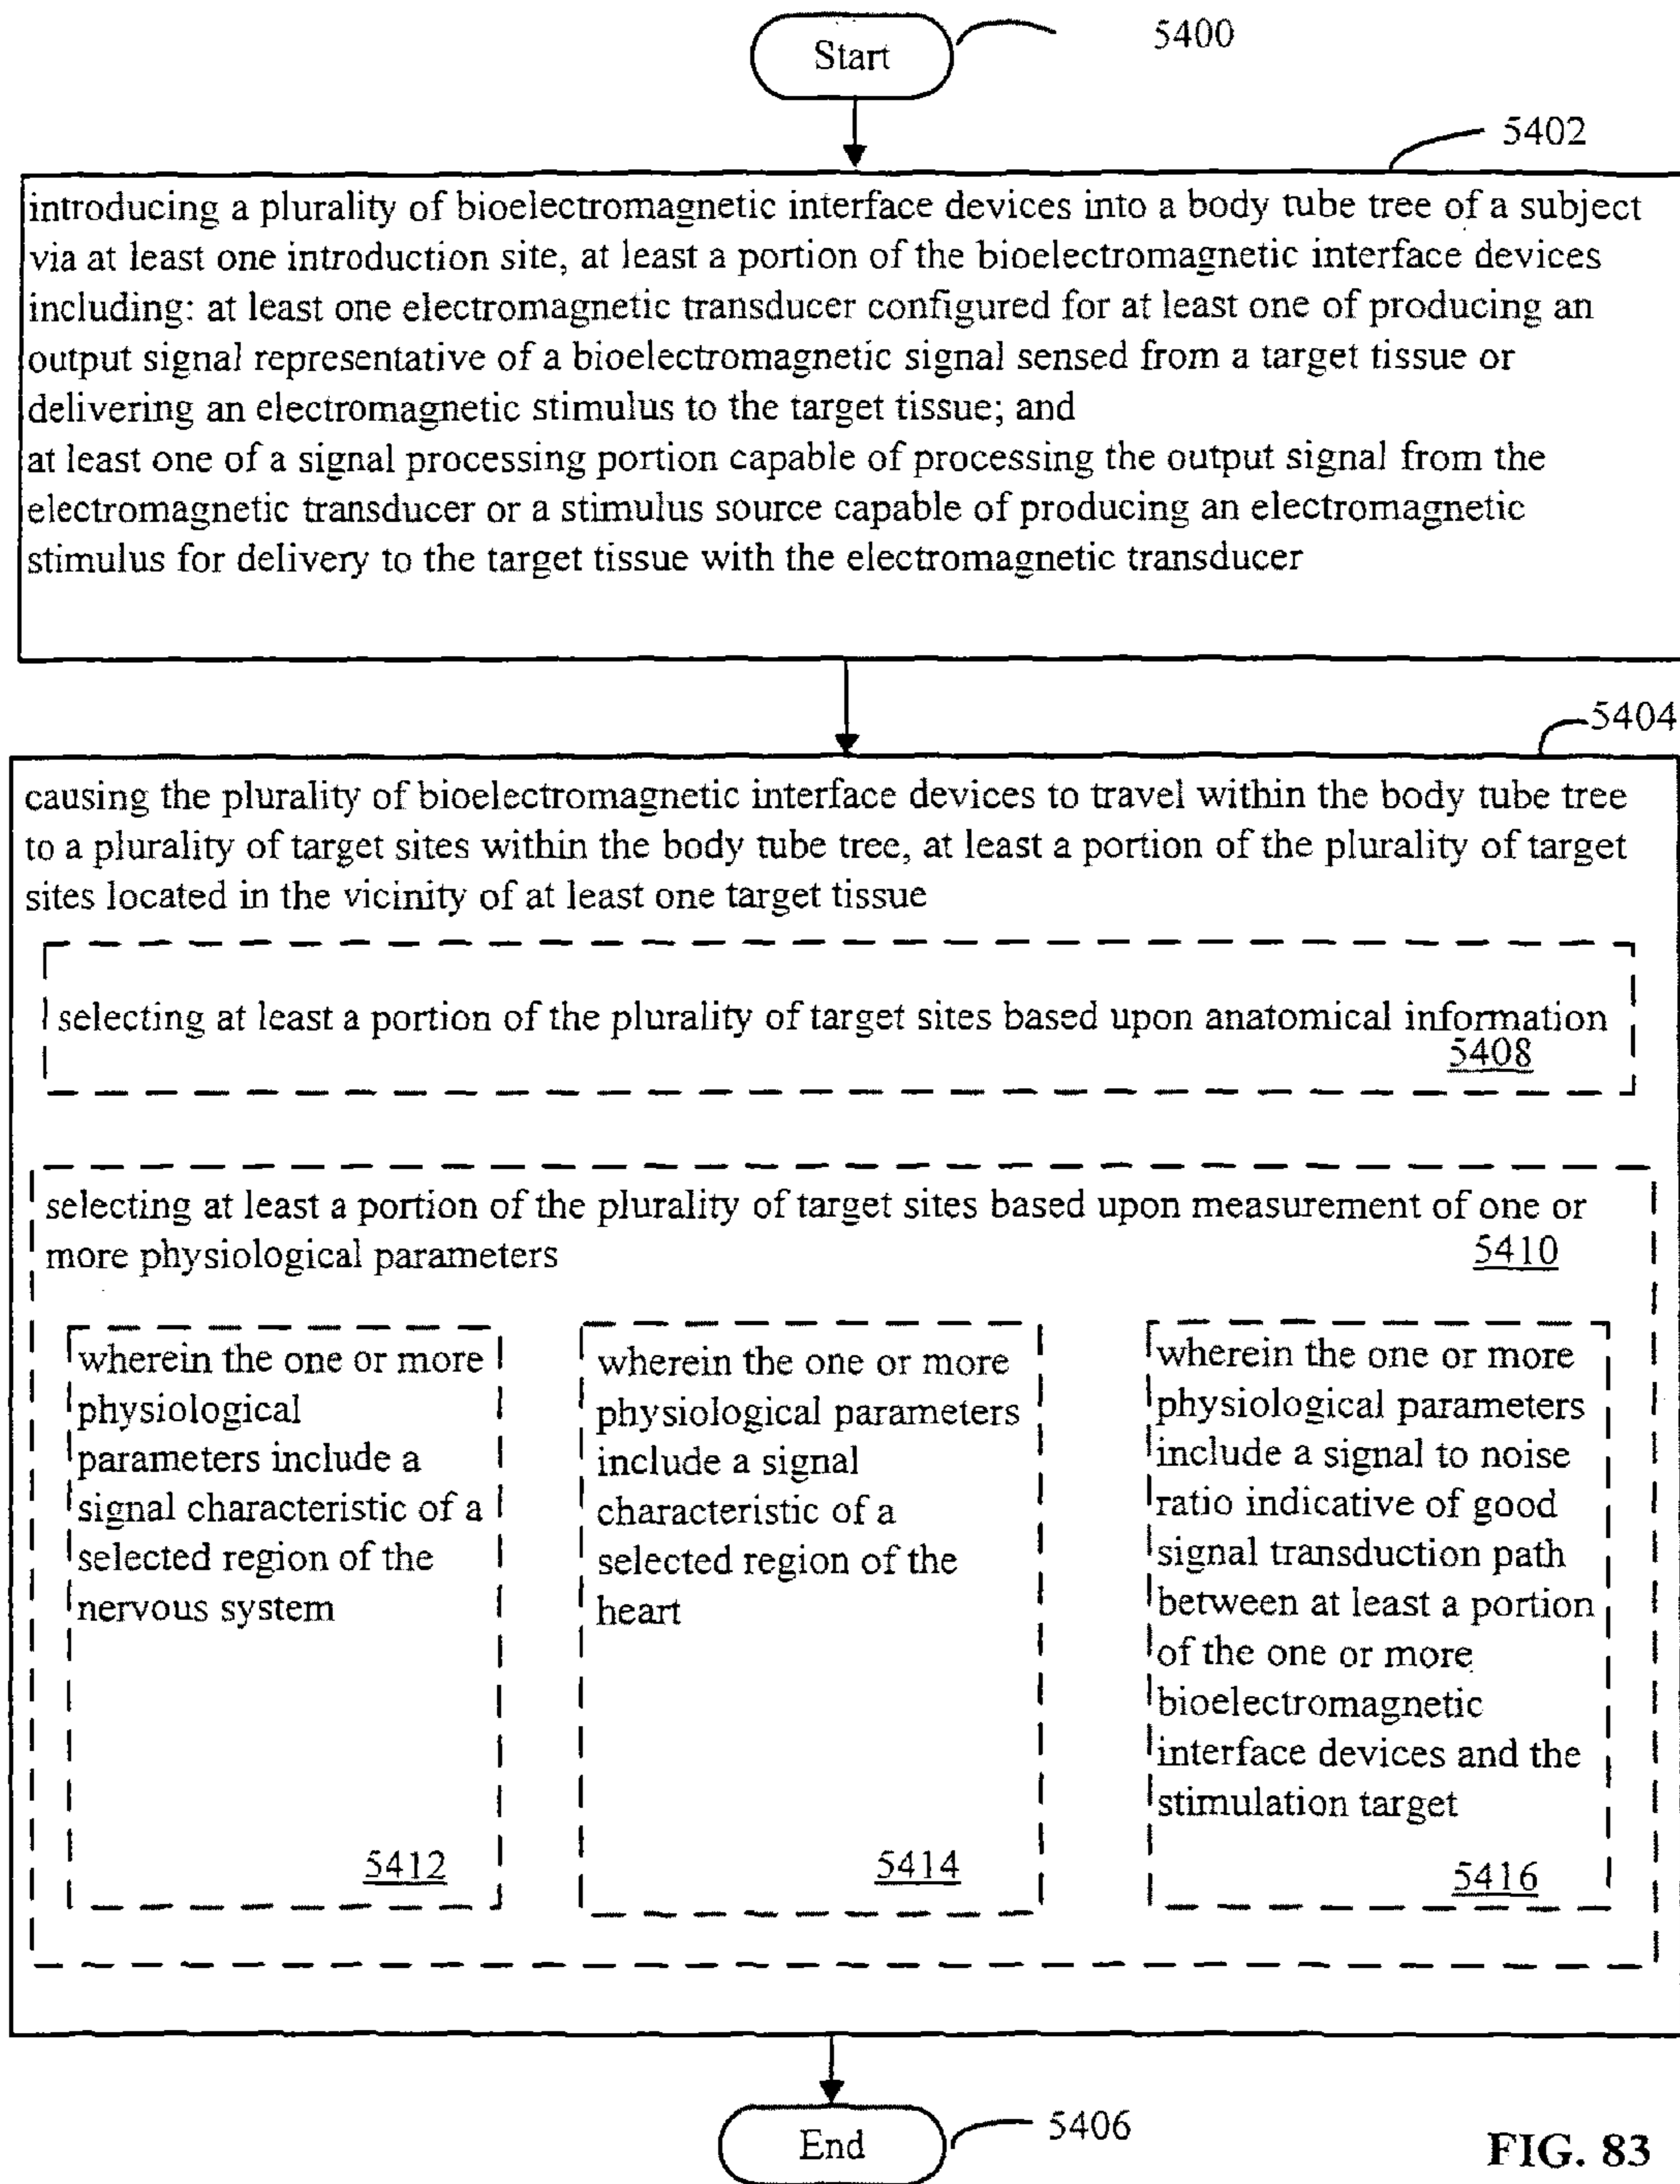 Start
5400
5402
introducing a plurality of bioelectromagnetic interface devices into a body tube tree of a subject
via at least one introduction site, at least a portion of the bioelectromagnetic interface devices
including: at least one electromagnetic transducer configured for at least one of producing an
output signal representative of a bioelectromagnetic signal sensed from a target tissue or
delivering an electromagnetic stimulus to the target tissue; and
at least one of a signal processing portion capable of processing the output signal from the
electromagnetic transducer or a stimulus source capable of producing an electromagnetic
stimulus for delivery to the target tissue with the electromagnetic transducer
5404
causing the plurality of bioelectromagnetic interface devices to travel within the body tube tree
to a plurality of target sites within the body tube tree, at least a portion of the plurality of target
sites located in the vicinity of at least one target tissue
selecting at least a portion of the plurality of target sites based upon anatomical information
5408
selecting at least a portion of the plurality of target sites based upon measurement of one or
more physiological parameters
5410
wherein the one or more
physiological
parameters include a
signal characteristic of a
selected region of the
nervous system
5412
wherein the one or more
physiological parameters
include a signal
characteristic of a
selected region of the
heart
5414
wherein the one or more
physiological parameters
include a signal to noise
ratio indicative of good
signal transduction path
between at least a portion
of the one or more
bioelectromagnetic
interface devices and the
stimulation target
5416
End
5406
FIG. 83